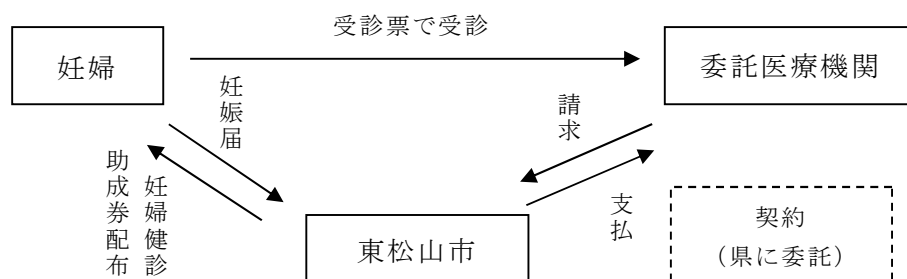 受診票で受診
妊婦
委託医療機関
妊娠届
請求
妊婦健診
助成券配布
東松山市
支払
契約
（県に委託）